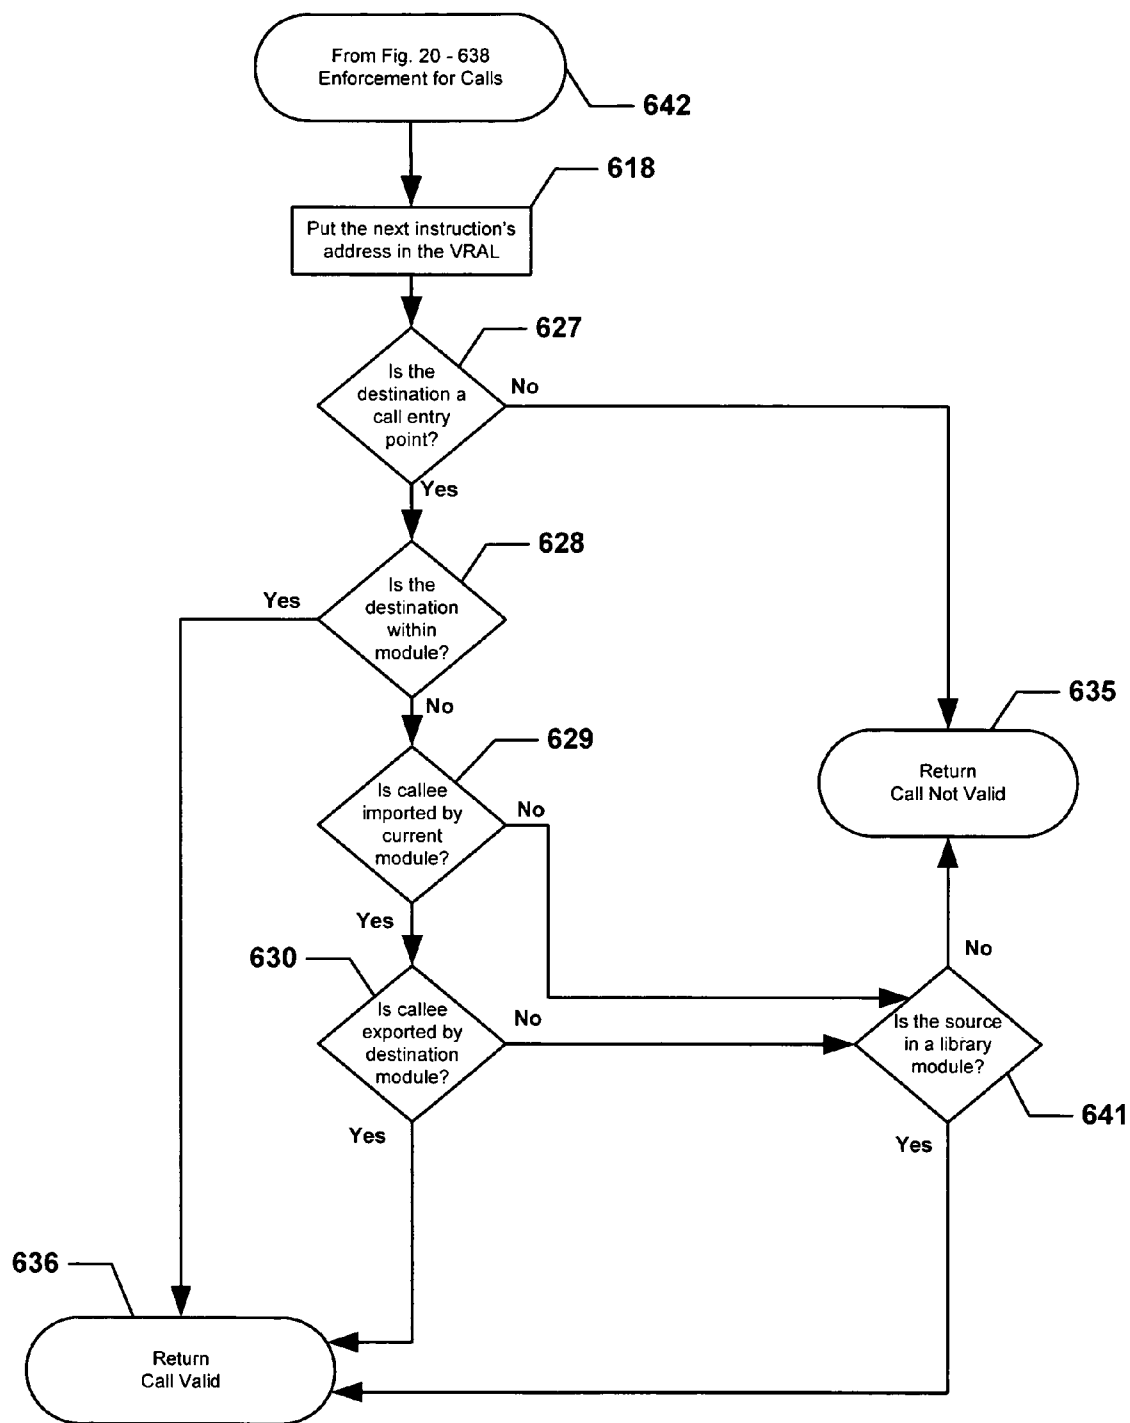 From Fig. 20 - 638
Enforcement for Calls
642
618
Put the next instruction's
address in the VRAL
627
Is the
destination a
call entry
point?
No
Yes
628
Is the
destination
within
module?
Yes
No
635
Return
Call Not Valid
629
Is callee
imported by
current
module?
No
Yes
630
Is callee
exported by
destination
module?
No
Yes
No
Is the source
in a library
module?
641
Yes
636
Return
Call Valid